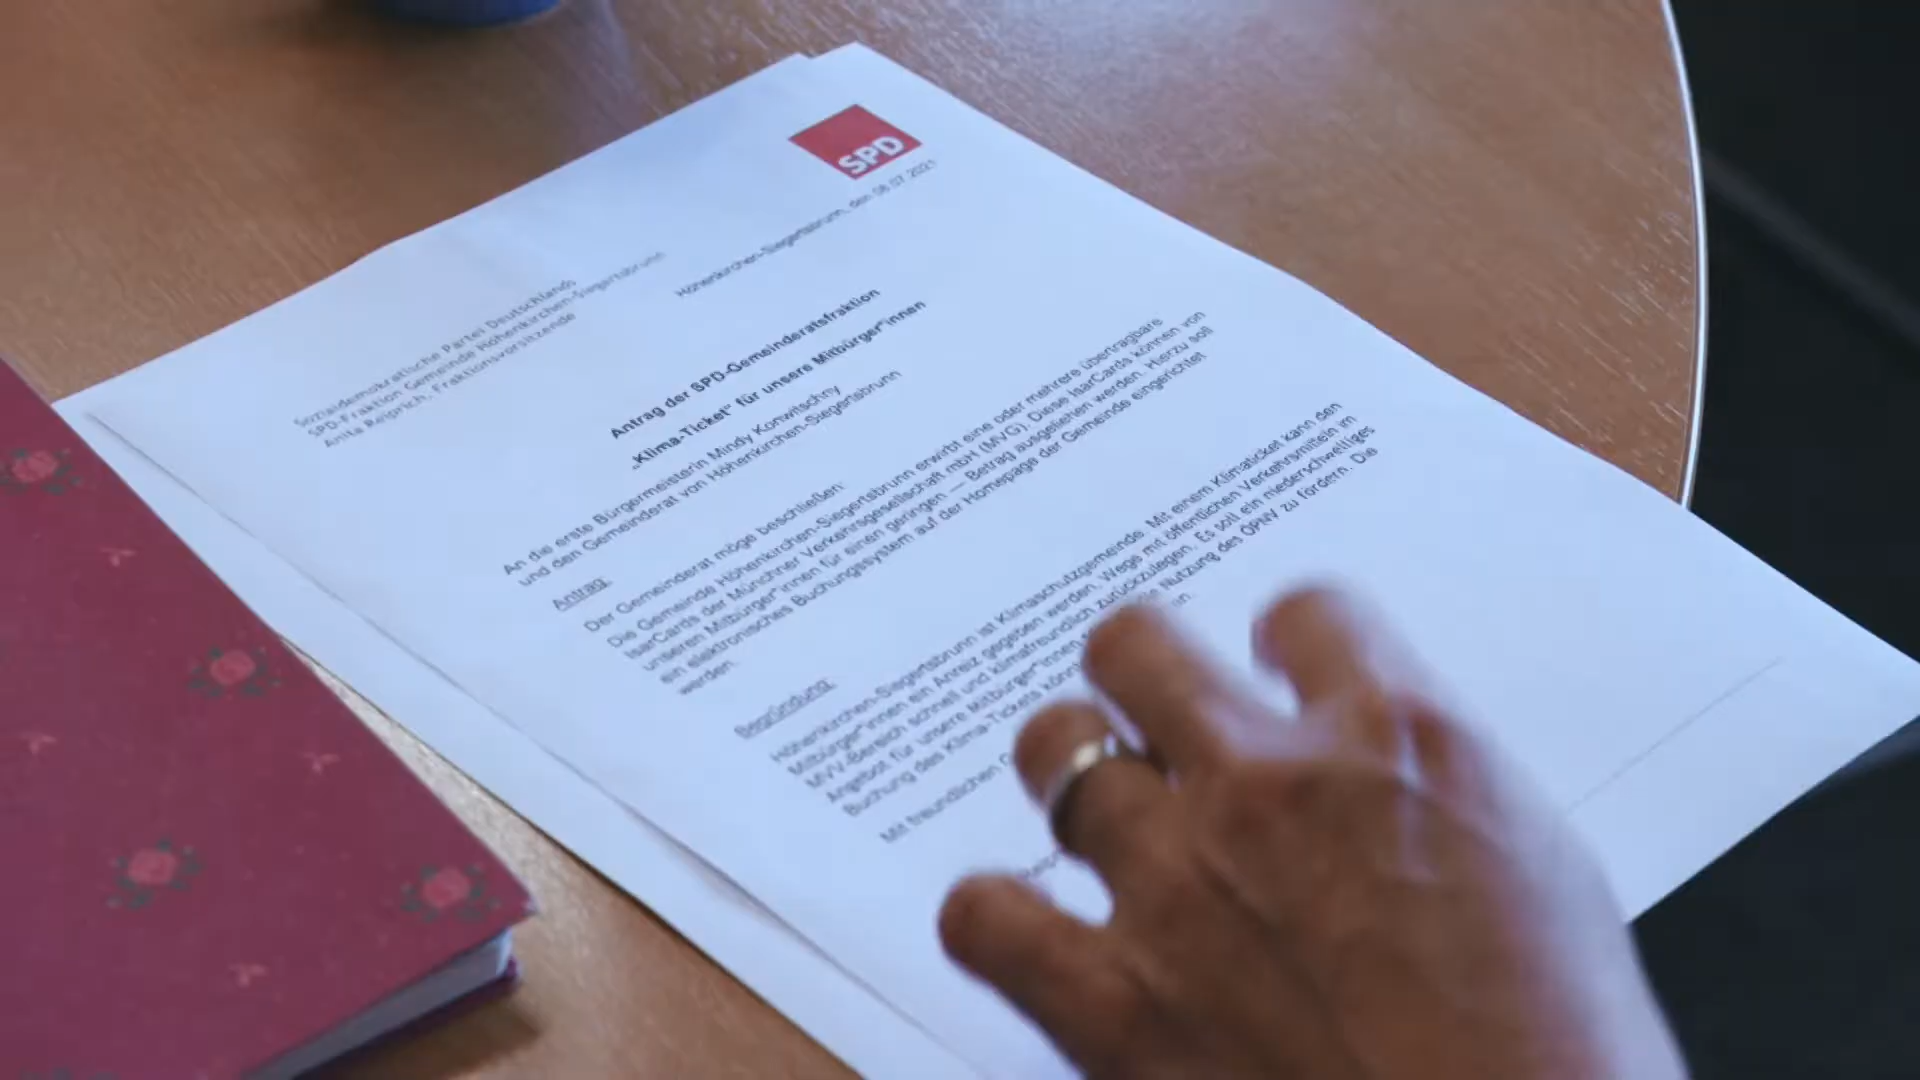 SPD
Höhenkirchen-Siegertsbrunn, den 08.07.2021
Sozialdemokratische Partei Deutschlands
SPD-Fraktion Gemeinde Höhenkirchen-Siegertsbrunn
Anita Reiprich, Fraktionsvorsitzende
Antrag der SPD-Gemeinderatsfraktion
„Klima-Ticket“ für unsere Mitbürger*innen
An die erste Bürgermeisterin Mindy Konwitschny
und den Gemeinderat von Höhenkirchen-Siegertsbrunn
Antrag:
Der Gemeinderat möge beschließen:
Die Gemeinde Höhenkirchen-Siegertsbrunn erwirbt eine oder mehrere übertragbare
IsarCards der Münchner Verkehrsgesellschaft mbH (MVG). Diese IsarCards können von
unseren Mitbürger*innen für einen geringen — Betrag ausgeliehen werden. Hierzu soll
ein elektronisches Buchungssystem auf der Homepage der Gemeinde eingerichtet
werden.
Begründung:
Höhenkirchen-Siegertsbrunn ist Klimaschutzgemeinde. Mit einem Klimaticket kann den
Mitbürger*innen ein Anreiz gegeben werden, Wege mit öffentlichen Verkehrsmitteln im
MVV-Bereich schnell und klimafreundlich zurückzulegen. Es soll ein niederschwelliges
Angebot für unsere Mitbürger*innen Nutzung des ÖPNV zu fördern. Die
Buchung des Klima-Tickets
Mit freundlichen